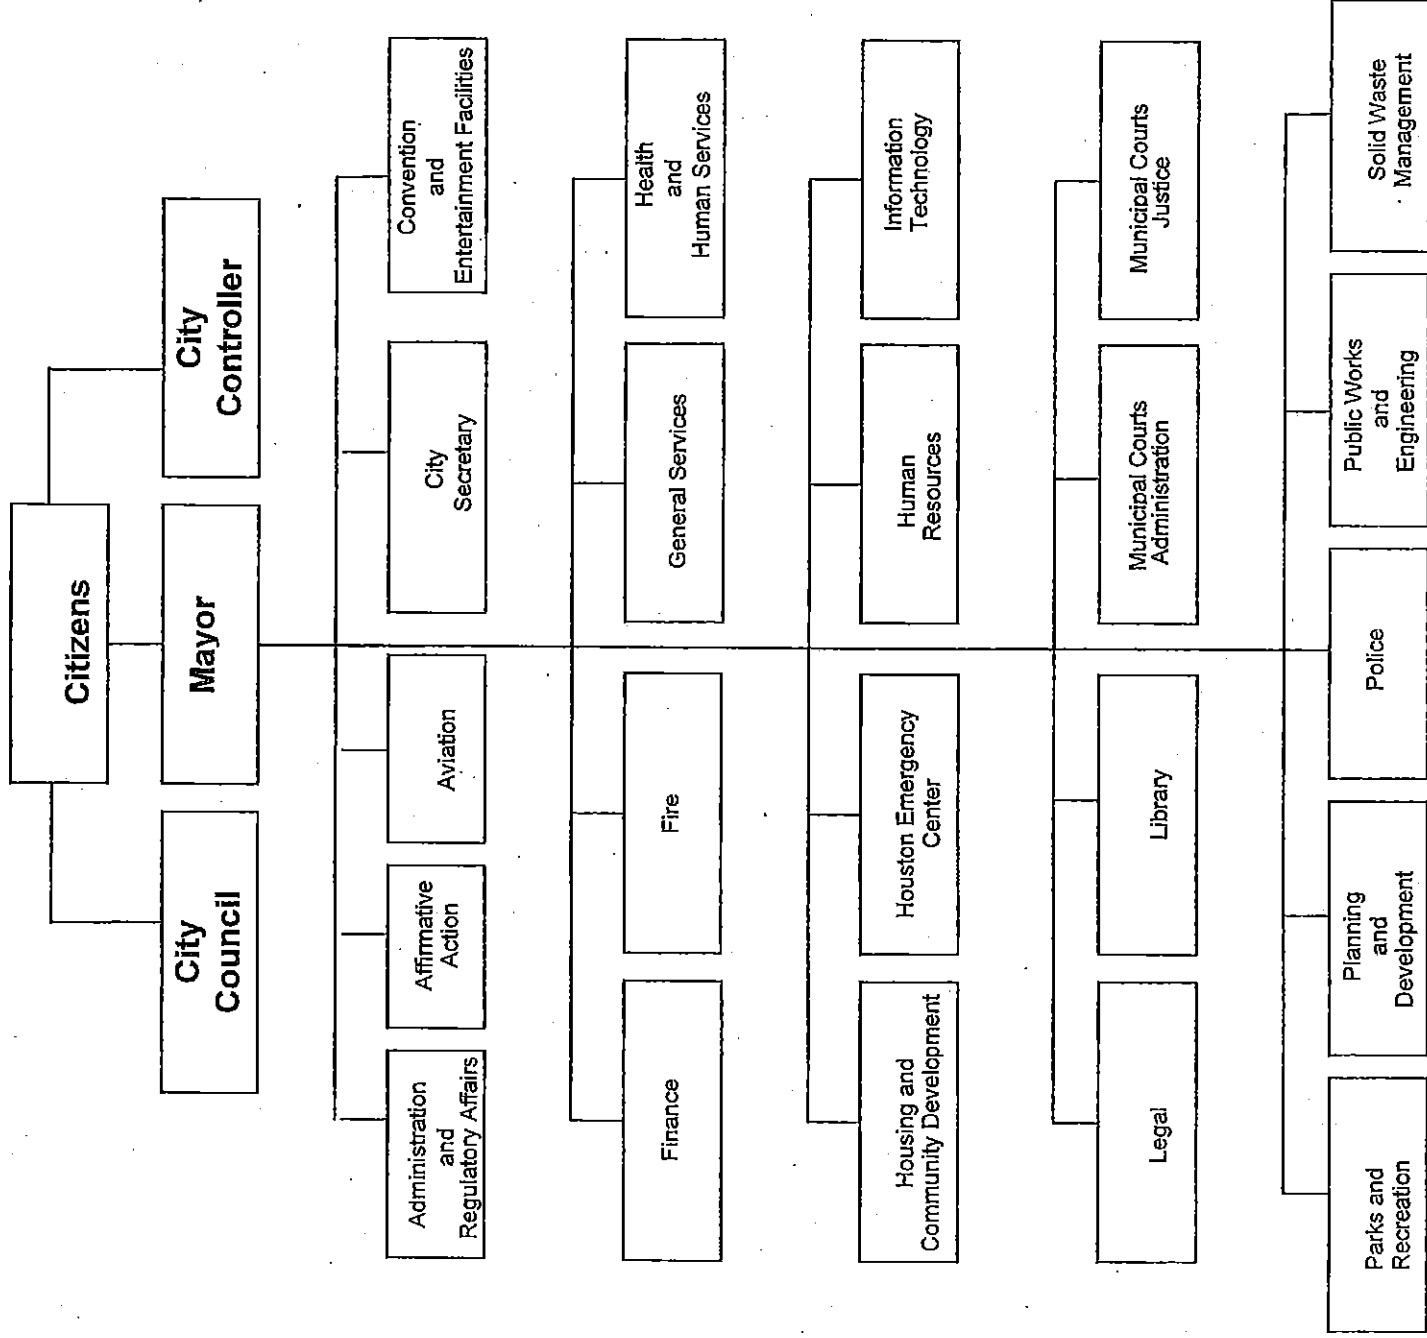 Citizens
City
Council
Mayor
City
Controller
Administration
and
Regulatory Affairs
Affirmative
Action
Aviation
City
Secretary
Convention
and
Entertainment Facilities
Finance
Fire
General Services
Health
and
Human Services
Housing and
Community Development
Houston Emergency
Center
Human
Resources
Information
Technology
Legal
Library
Municipal Courts
Administration
Municipal Courts
Justice
Parks and
Recreation
Planning
and
Development
Police
Public Works
and
Engineering
Solid Waste
Management